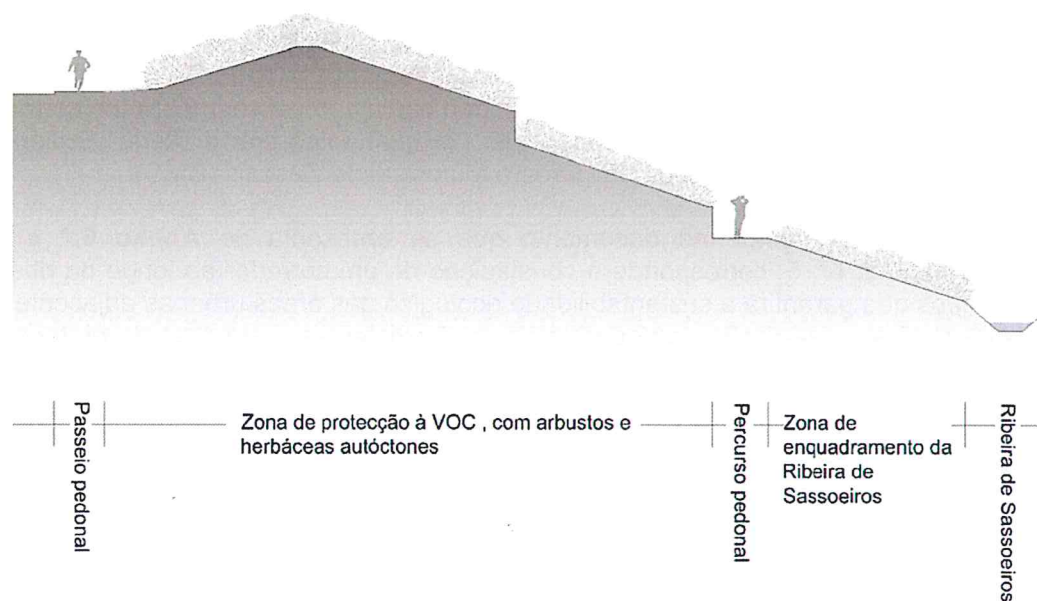 Passeio pedonal
Zona de protecção à VOC , com arbustos e
herbáceas autóctones
Percurso pedonal
Zona de
enquadramento da
Ribeira de
Sassoeiros
Ribeira de Sassoeiros